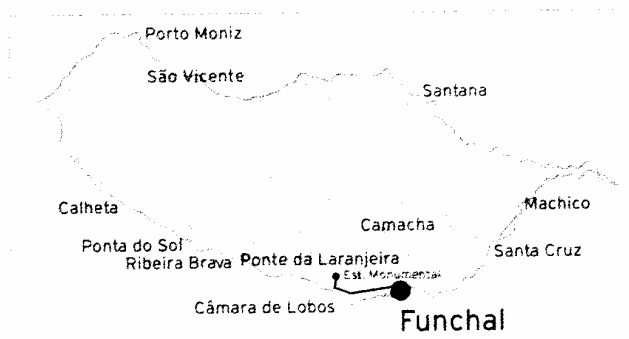 Porto Moniz
São Vicente
Santana
Calheta
Machico
Camacha
Ponta do Sol
Santa Cruz
Ribeira Brava
Ponte da Laranjeira
Est. Monumental
Câmara de Lobos
Funchal